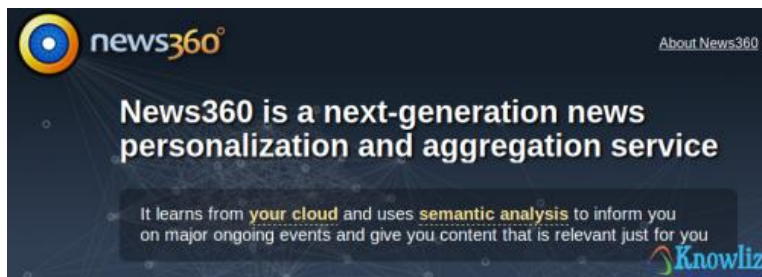 news360°
About News360
News360 is a next-generation news
personalization and aggregation service
It learns from your cloud and uses semantic analysis to inform you
on major ongoing events and give you content that is relevant just for you
Knowliz